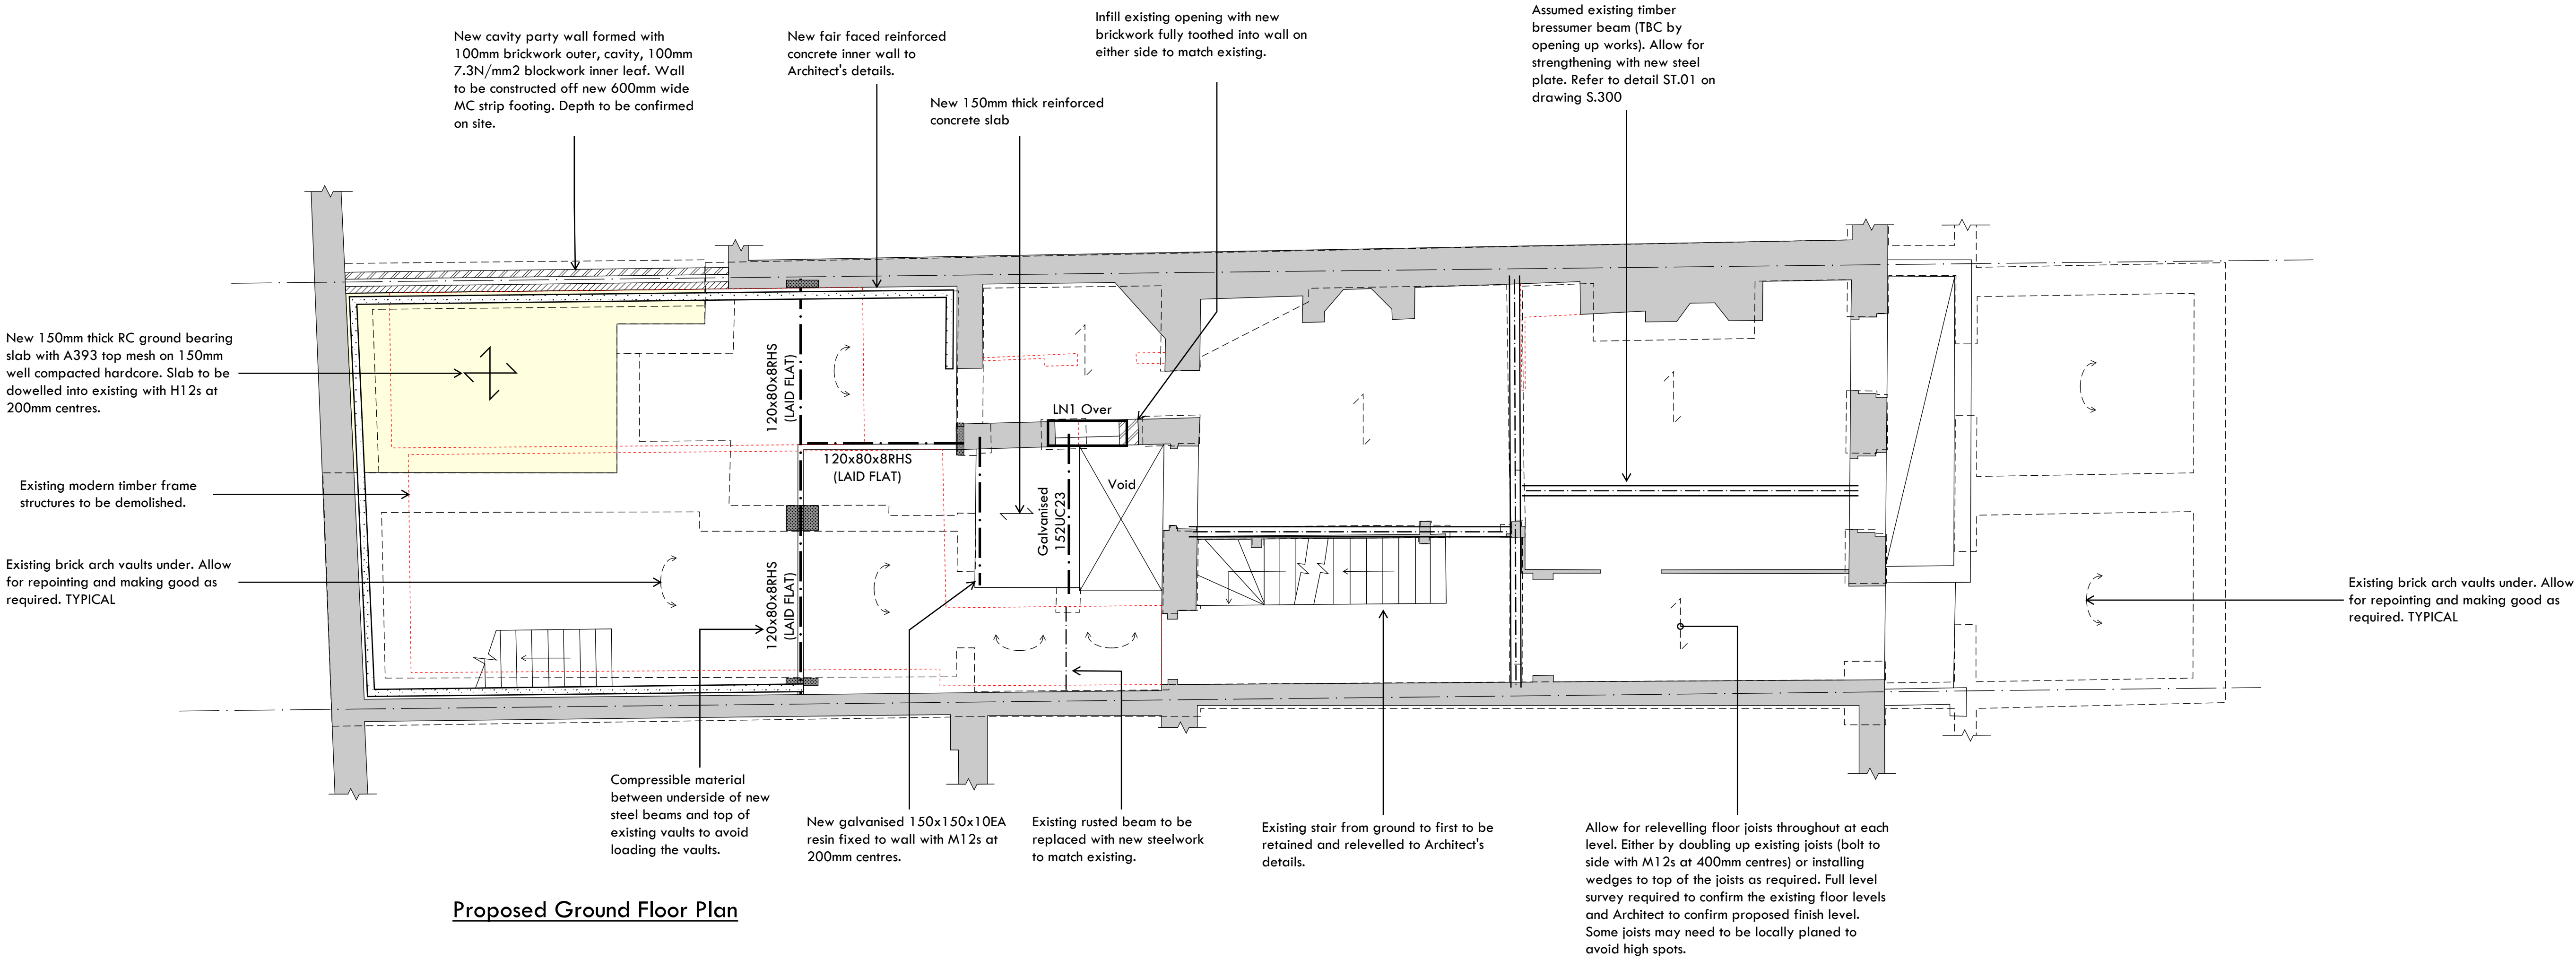 New cavity party wall formed with
100mm brickwork outer, cavity, 100mm
7.3N/mm2 blockwork inner leaf. Wall
to be constructed off new 600mm wide
MC strip footing. Depth to be confirmed
on site.
New fair faced reinforced
concrete inner wall to
Architect's details.
New 150mm thick reinforced
concrete slab
Infill existing opening with new
brickwork fully toothed into wall on
either side to match existing.
Assumed existing timber
bressumer beam (TBC by
opening up works). Allow for
strengthening with new steel
plate. Refer to detail ST.01 on
drawing S.300
New 150mm thick RC ground bearing
slab with A393 top mesh on 150mm
well compacted hardcore. Slab to be
dowelled into existing with H12s at
200mm centres.
Existing modern timber frame
structures to be demolished.
Existing brick arch vaults under. Allow
for repointing and making good as
required. TYPICAL
120x80x8RHS
(LAID FLAT)
120x80x8RHS
(LAID FLAT)
120x80x8RHS
(LAID FLAT)
LN1 Over
Void
Galvanised
152UC23
Existing brick arch vaults under. Allow
for repointing and making good as
required. TYPICAL
Compressible material
between underside of new
steel beams and top of
existing vaults to avoid
loading the vaults.
New galvanised 150x150x10EA
resin fixed to wall with M12s at
200mm centres.
Existing rusted beam to be
replaced with new steelwork
to match existing.
Existing stair from ground to first to be
retained and relevelled to Architect's
details.
Allow for relevelling floor joists throughout at each
level. Either by doubling up existing joists (bolt to
side with M12s at 400mm centres) or installing
wedges to top of the joists as required. Full level
survey required to confirm the existing floor levels
and Architect to confirm proposed finish level.
Some joists may need to be locally planed to
avoid high spots.
Proposed Ground Floor Plan